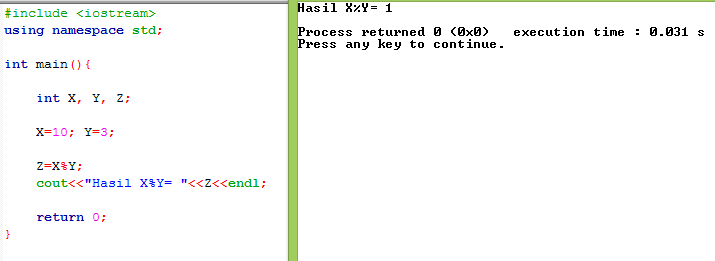 #include <iostream>
using namespace std;
int main(){
int X, Y, Z;
X=10; Y=3;
Z=X%Y;
cout<<"Hasil X%Y= "<<Z<<endl;
return 0;
}
Hasil X%Y= 1
Process returned 0 (0x0)   execution time : 0.031 s
Press any key to continue.